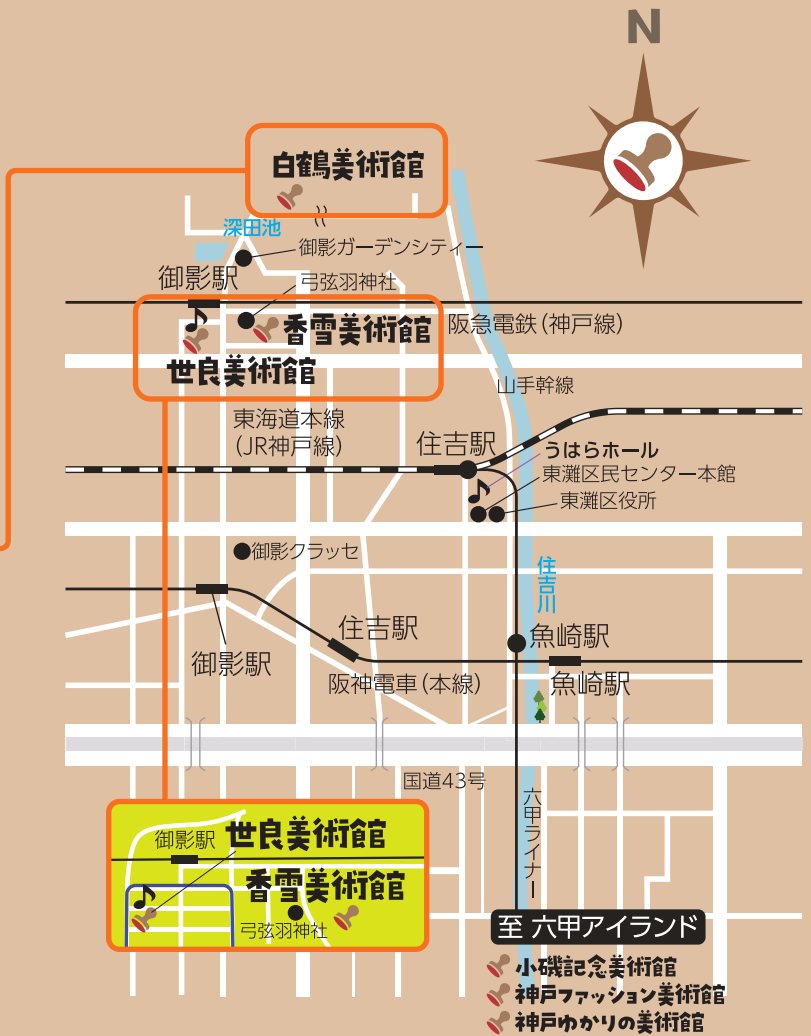 N
白鶴美術館
深田池
御影ガーデンシティー
御影駅
弓弦羽神社
香雪美術館
阪急電鉄(神戸線)
世良美術館
山手幹線
東海道本線
(JR神戸線)
住吉駅
うはらホール
東灘区民センター本館
東灘区役所
御影クラッセ
住吉川
住吉駅
魚崎駅
御影駅
阪神電車(本線)
魚崎駅
国道43号
六甲ライナー
御影駅
世良美術館
香雪美術館
弓弦羽神社
至 六甲アイランド
小磯記念美術館
神戸ファッション美術館
神戸ゆかりの美術館